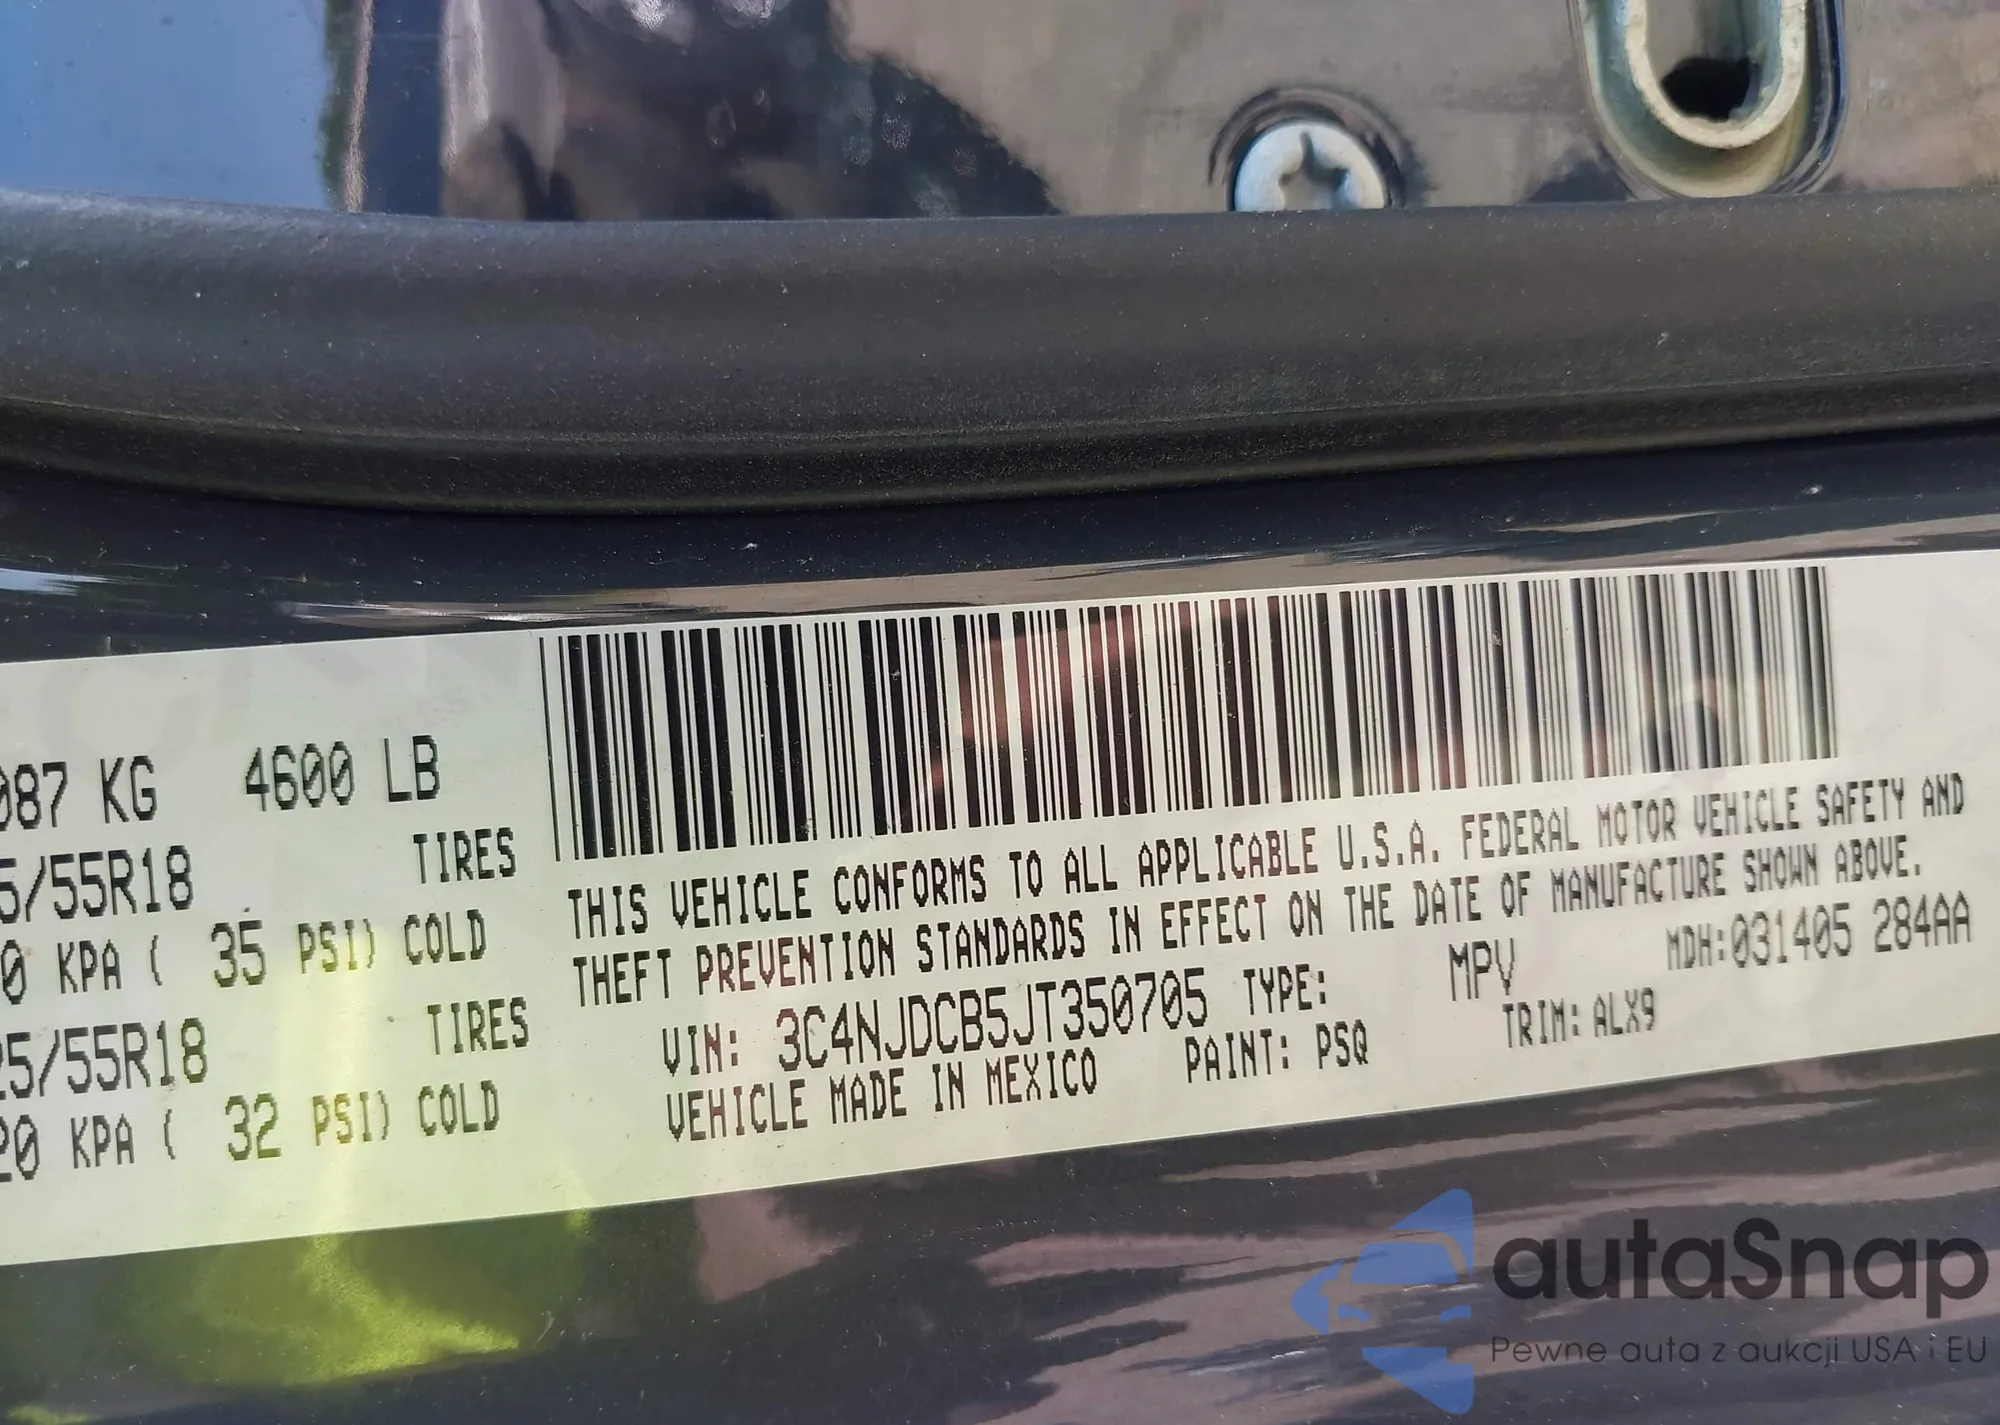 087 KG 4600 LB
5/55R18 TIRES
0 KPA ( 35 PSI) COLD
25/55R18 TIRES
20 KPA ( 32 PSI) COLD
THIS VEHICLE CONFORMS TO ALL APPLICABLE U.S.A. FEDERAL MOTOR VEHICLE SAFETY AND
THEFT PREVENTION STANDARDS IN EFFECT ON THE DATE OF MANUFACTURE SHOWN ABOVE.
VIN: 3C4NJDCB5JT350705 TYPE: MPV MDH:031405 284AA
VEHICLE MADE IN MEXICO PAINT: PSQ TRIM: ALX9
autaSnap
Pewne auta z aukcji USA i EU